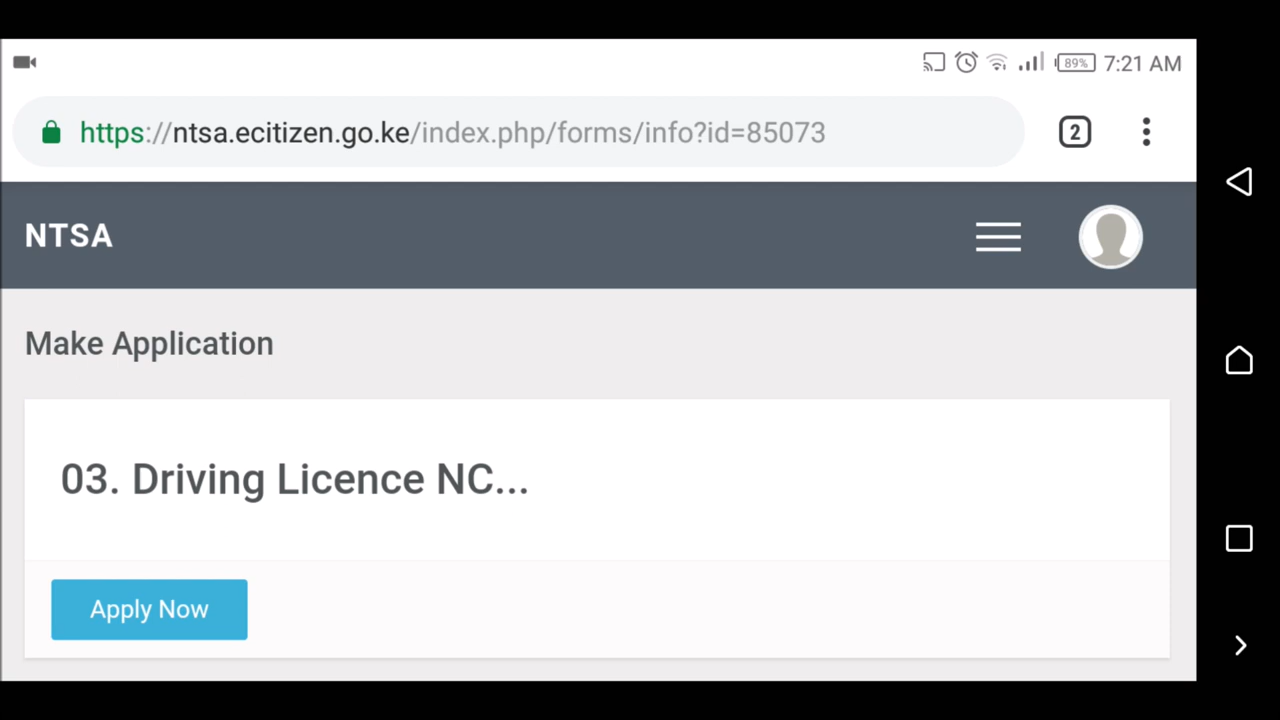 89% 7:21 AM
https://ntsa.ecitizen.go.ke/index.php/forms/info?id=85073 2
NTSA
Make Application
03. Driving Licence NC...
Apply Now